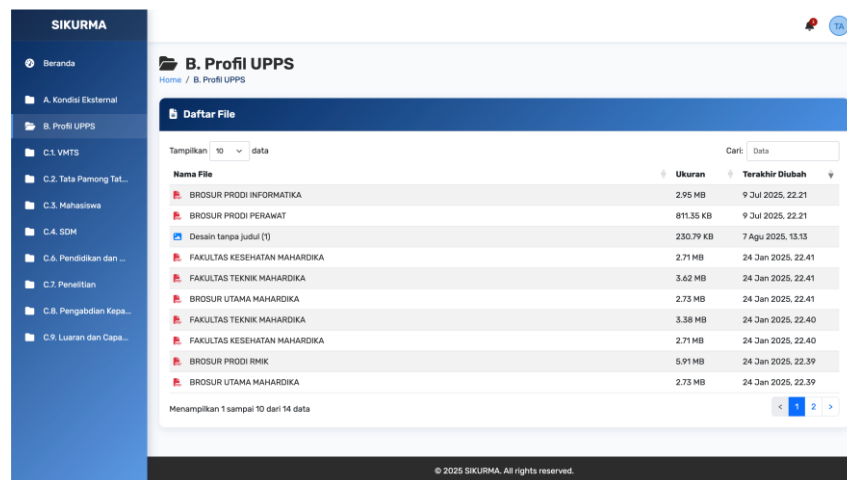 SIKURMA
TA
Beranda
A. Kondisi Eksternal
B. Profil UPPS
C.1. VMTS
C.2. Tata Pamong Tat...
C.3. Mahasiswa
C.4. SDM
C.6. Pendidikan dan ...
C.7. Penelitian
C.8. Pengabdian Kepa...
C.9. Luaran dan Capa...
B. Profil UPPS
Home / B. Profil UPPS
Daftar File
Tampilkan 10 data Cari: Data
Nama File Ukuran Terakhir Diubah
BROSUR PRODI INFORMATIKA 2.95 MB 9 Jul 2025, 22.21
BROSUR PRODI PERAWAT 811.35 KB 9 Jul 2025, 22.21
Desain tanpa judul (1) 230.79 KB 7 Agu 2025, 13.13
FAKULTAS KESEHATAN MAHARDIKA 2.71 MB 24 Jan 2025, 22.41
FAKULTAS TEKNIK MAHARDIKA 3.62 MB 24 Jan 2025, 22.41
BROSUR UTAMA MAHARDIKA 2.73 MB 24 Jan 2025, 22.41
FAKULTAS TEKNIK MAHARDIKA 3.38 MB 24 Jan 2025, 22.40
FAKULTAS KESEHATAN MAHARDIKA 2.71 MB 24 Jan 2025, 22.40
BROSUR PRODI RMIK 5.91 MB 24 Jan 2025, 22.39
BROSUR UTAMA MAHARDIKA 2.73 MB 24 Jan 2025, 22.39
Menampilkan 1 sampai 10 dari 14 data < 1 2 >
© 2025 SIKURMA. All rights reserved.